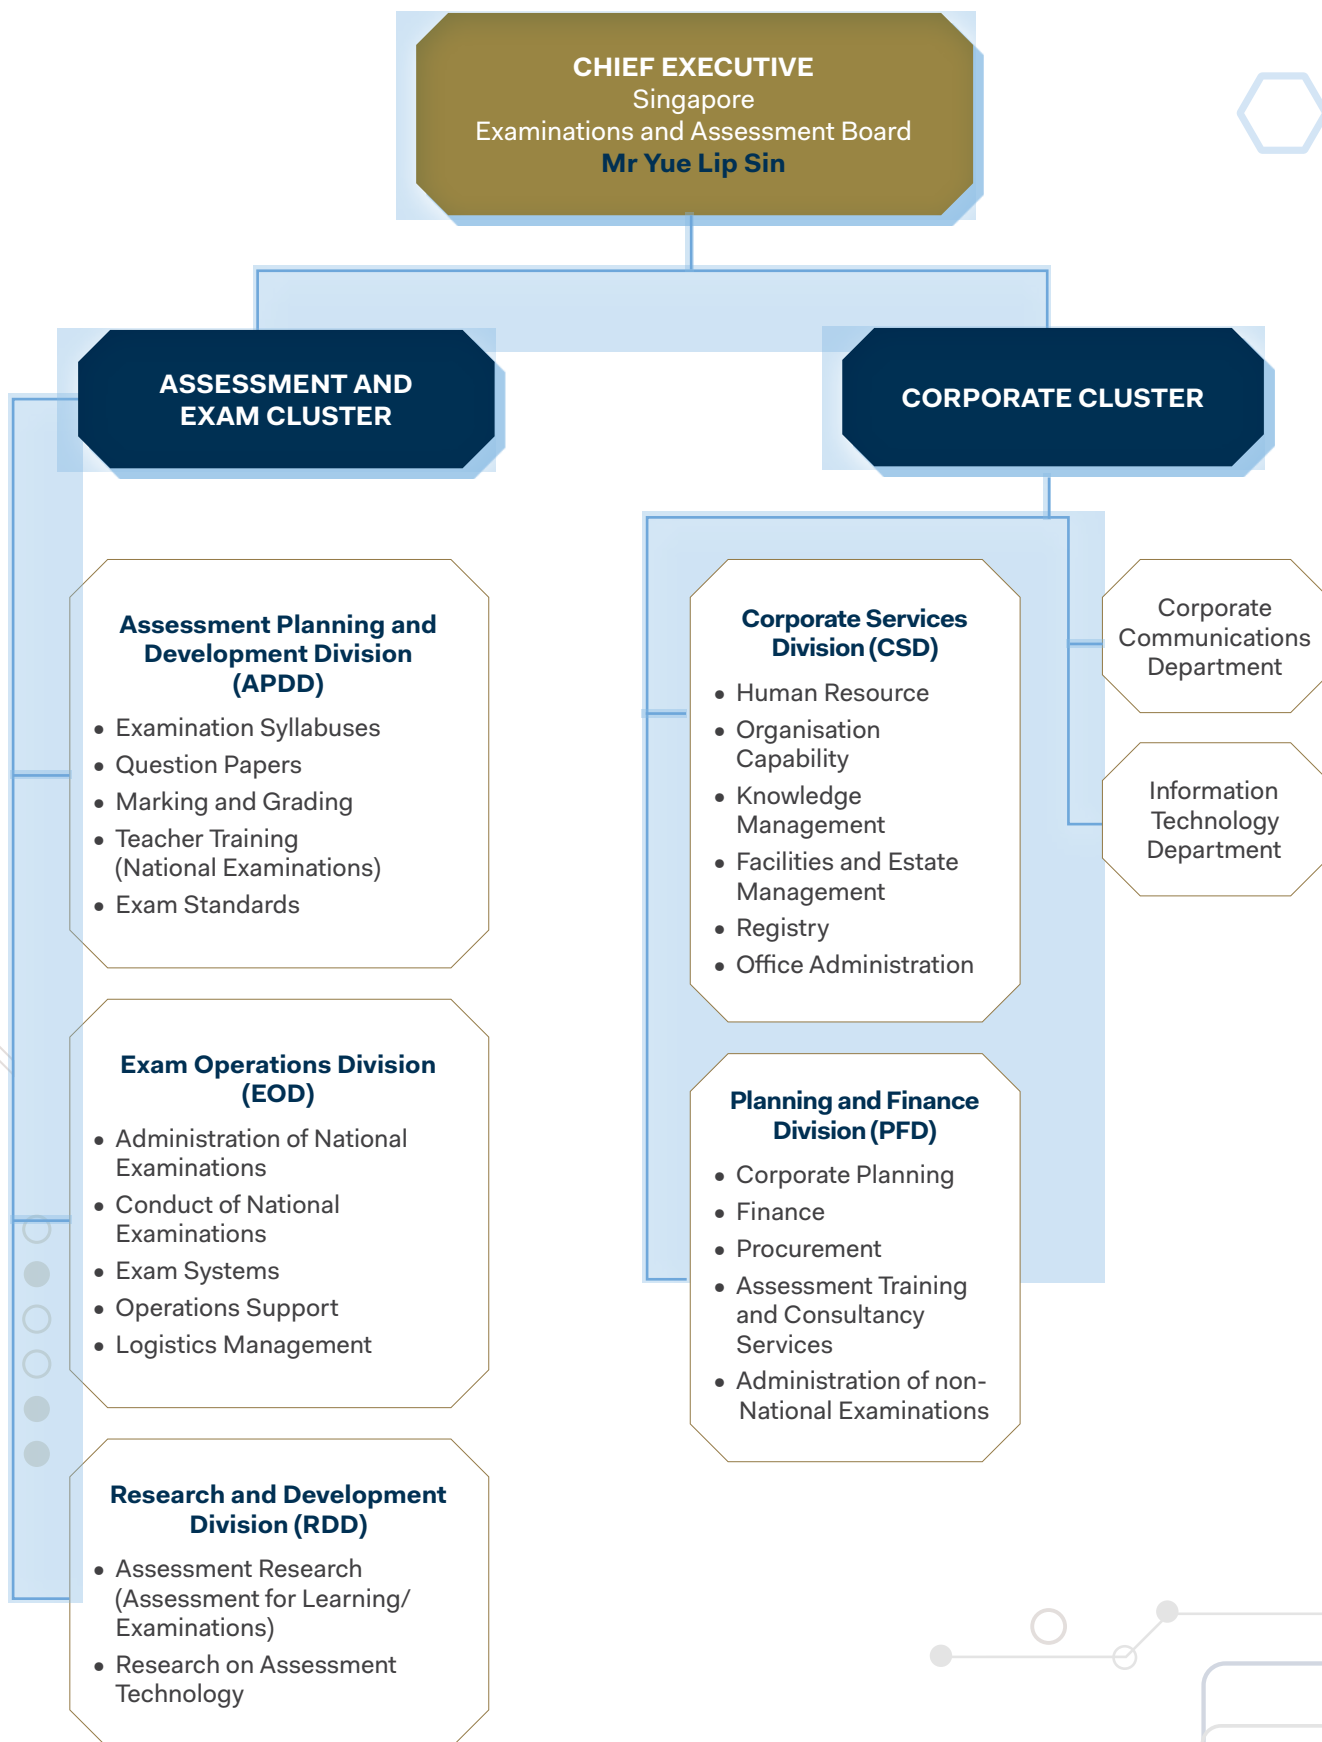 CHIEF EXECUTIVE
Singapore
Examinations and Assessment Board
Mr Yue Lip Sin
ASSESSMENT AND
EXAM CLUSTER
Assessment Planning and
Development Division
(APDD)
• Examination Syllabuses
• Question Papers
• Marking and Grading
• Teacher Training
(National Examinations)
• Exam Standards
Exam Operations Division
(EOD)
• Administration of National
Examinations
• Conduct of National
Examinations
• Exam Systems
• Operations Support
• Logistics Management
Research and Development
Division (RDD)
• Assessment Research
(Assessment for Learning/
Examinations)
• Research on Assessment
Technology
CORPORATE CLUSTER
Corporate Services
Division (CSD)
• Human Resource
• Organisation
Capability
• Knowledge
Management
• Facilities and Estate
Management
• Registry
• Office Administration
Planning and Finance
Division (PFD)
• Corporate Planning
• Finance
• Procurement
• Assessment Training
and Consultancy
Services
• Administration of non-
National Examinations
Corporate
Communications
Department
Information
Technology
Department